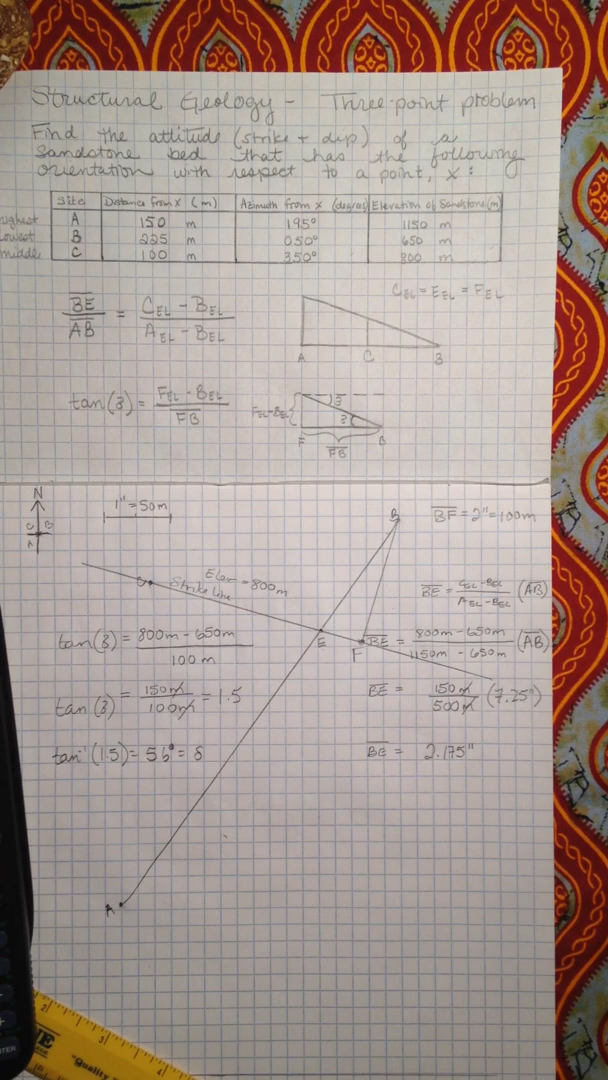 Structural Geology - Three-point problem
Find the attitude (strike + dip) of a
sandstone bed that has the following
orientation with respect to a point, x:
Site Distance from X (m) Azimuth from X (degrees) Elevation of Sandstone (m)
highest A 150 m 195° 1150 m
Lowest B 225 m 050° 650 m
middle C 100 m 350° 800 m
BE / AB = C_EL - B_EL / A_EL - B_EL
C_EL = E_EL = F_EL
A C B
tan(δ) = F_EL - B_EL / FB
F_EL - B_EL
δ
δ
F B
FB
N
1" = 50m
B
BF = 2" = 100m
C
Elev = 800m
Strike Line
BE = C_EL - B_EL / A_EL - B_EL (AB)
E
F
tan(δ) = 800m - 650m / 100m
BE = 800m - 650m / 1150m - 650m (AB)
tan(δ) = 150m / 100m = 1.5
BE = 150m / 500m (7.25")
tan⁻¹(1.5) = 56° = δ
BE = 2.175"
A
2
3
4
"Quality